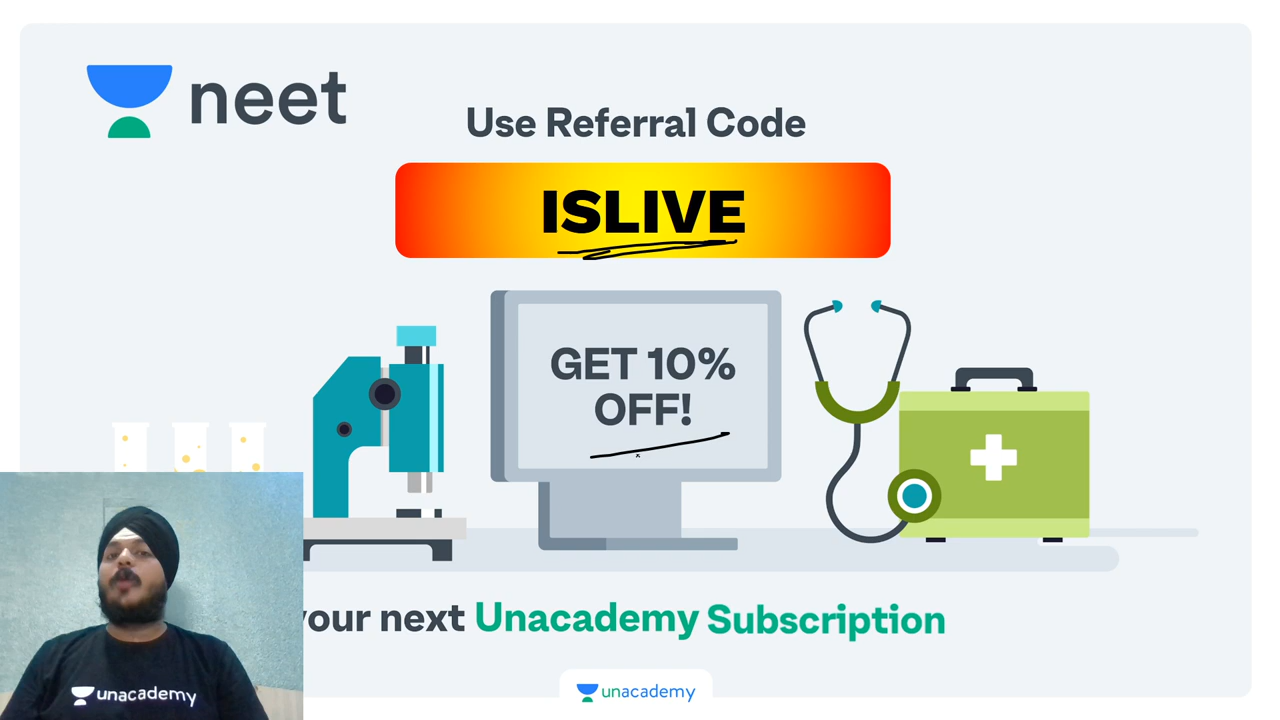 neet
Use Referral Code
ISLIVE
GET 10%
OFF!
your next Unacademy Subscription
unacademy
unacademy